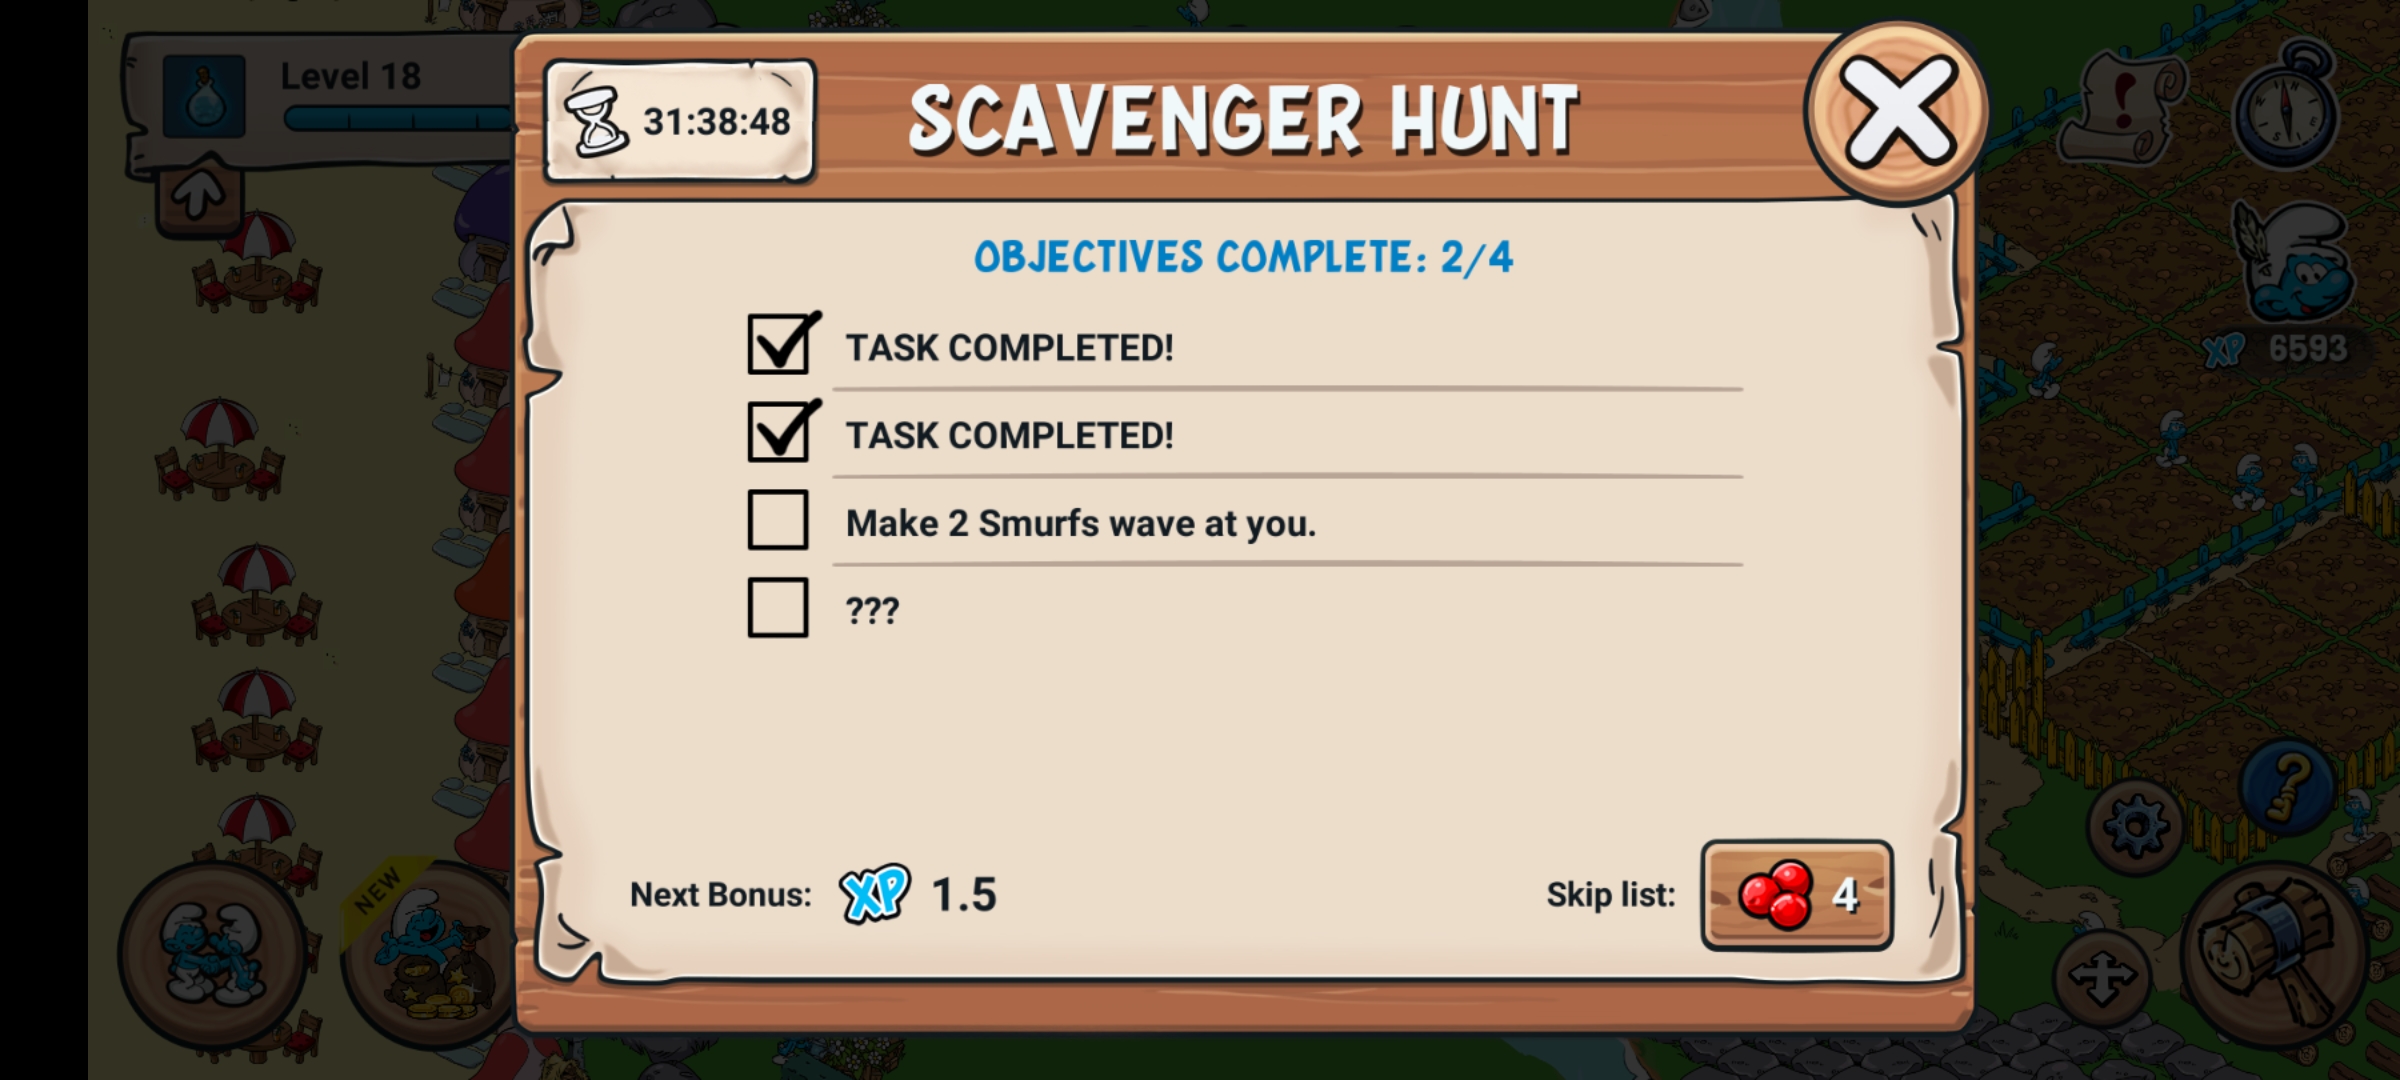 Level 18
31:38:48
SCAVENGER HUNT
OBJECTIVES COMPLETE: 2/4
TASK COMPLETED!
TASK COMPLETED!
Make 2 Smurfs wave at you.
???
XP 6593
NEW
Next Bonus: XP 1.5
Skip list: 4